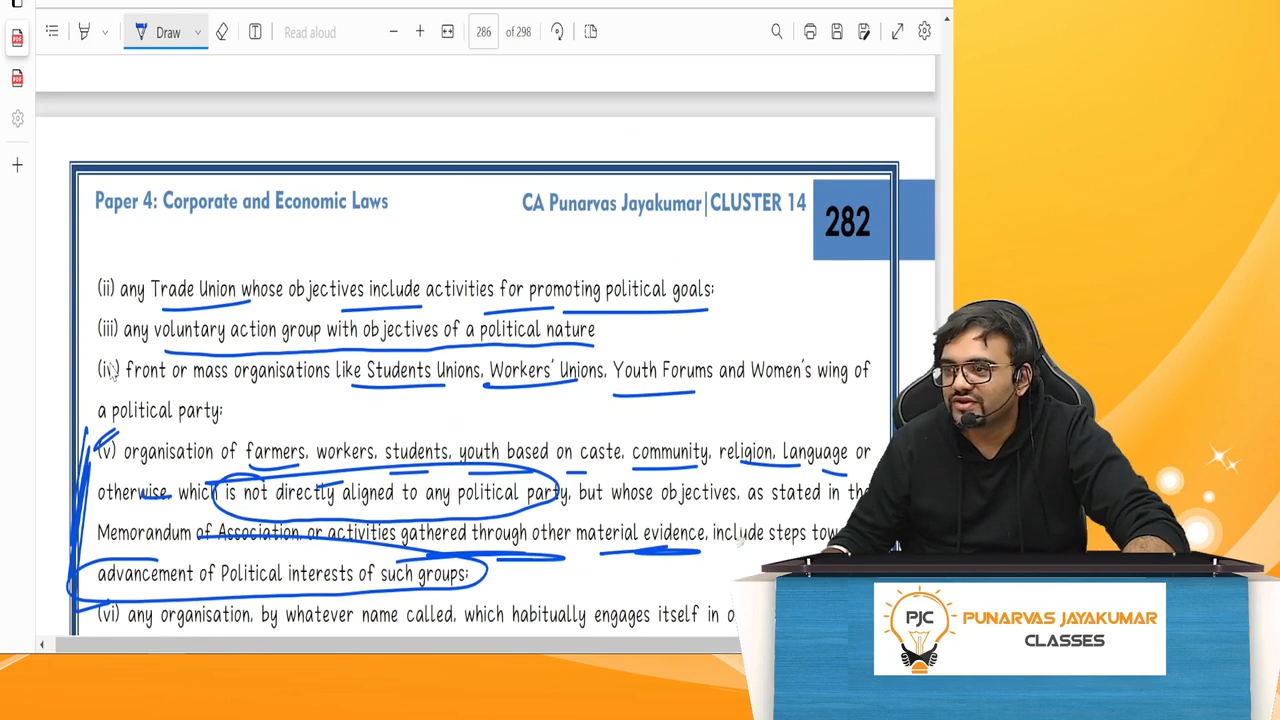 Draw
Read aloud
286 of 298
Paper 4: Corporate and Economic Laws
CA Punarvas Jayakumar|CLUSTER 14
282
(ii) any Trade Union whose objectives include activities for promoting political goals;
(iii) any voluntary action group with objectives of a political nature
(iv) front or mass organisations like Students Unions, Workers' Unions, Youth Forums and Women's wing of
a political party;
(v) organisation of farmers, workers, students, youth based on caste, community, religion, language or
otherwise, which is not directly aligned to any political party, but whose objectives, as stated in the
Memorandum of Association, or activities gathered through other material evidence, include steps
advancement of Political interests of such groups;
(vi) any organisation, by whatever name called, which habitually engages itself in
PJC
PUNARVAS JAYAKUMAR
CLASSES